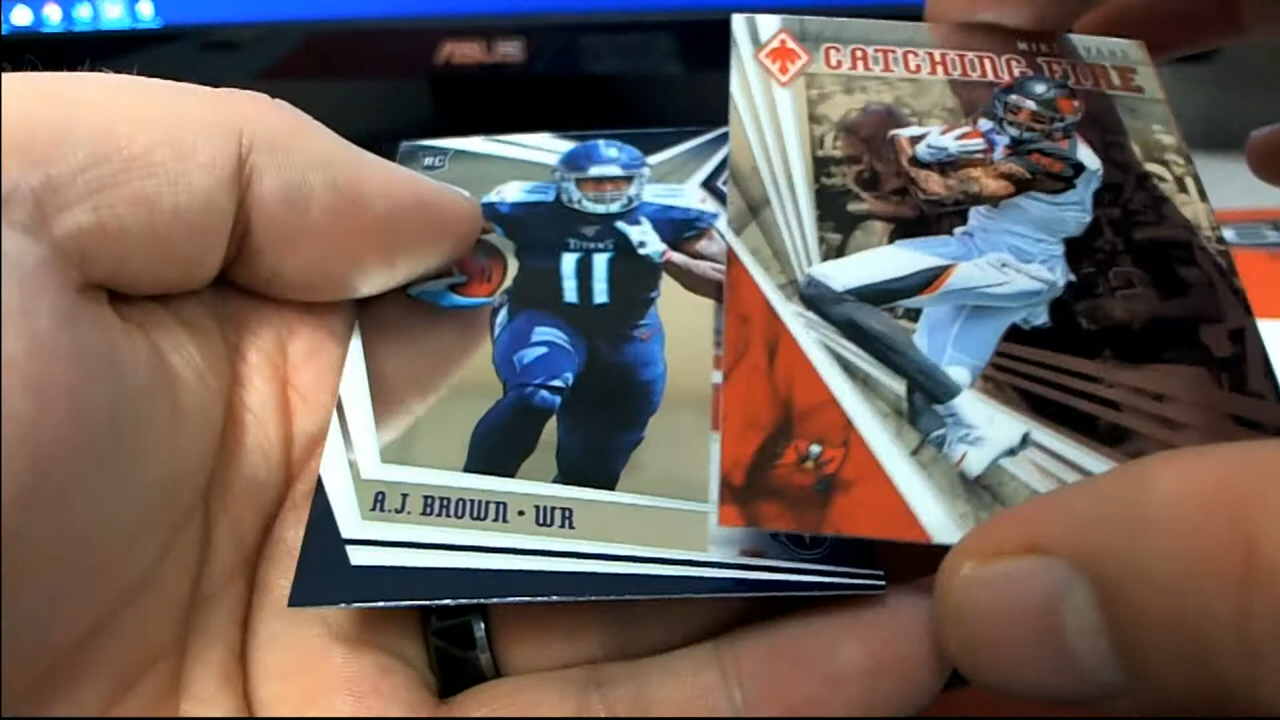 ASUS
MIKE EVANS
CATCHING FIRE
RC
TITANS
11
A.J. BROWN • WR